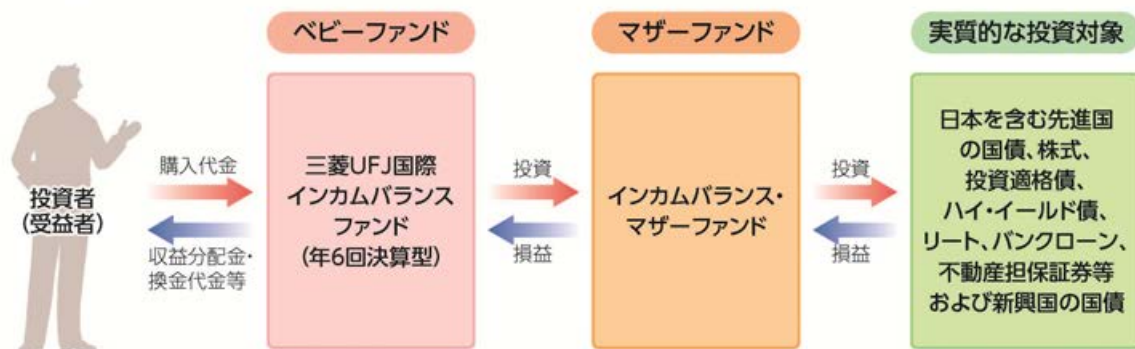 ベビーファンド
マザーファンド
実質的な投資対象
投資者
(受益者)
購入代金
収益分配金・
換金代金等
三菱UFJ国際
インカムバランス
ファンド
(年6回決算型)
投資
損益
インカムバランス・
マザーファンド
投資
損益
日本を含む先進国
の国債、株式、
投資適格債、
ハイ・イールド債、
リート、バンクローン、
不動産担保証券等
および新興国の国債